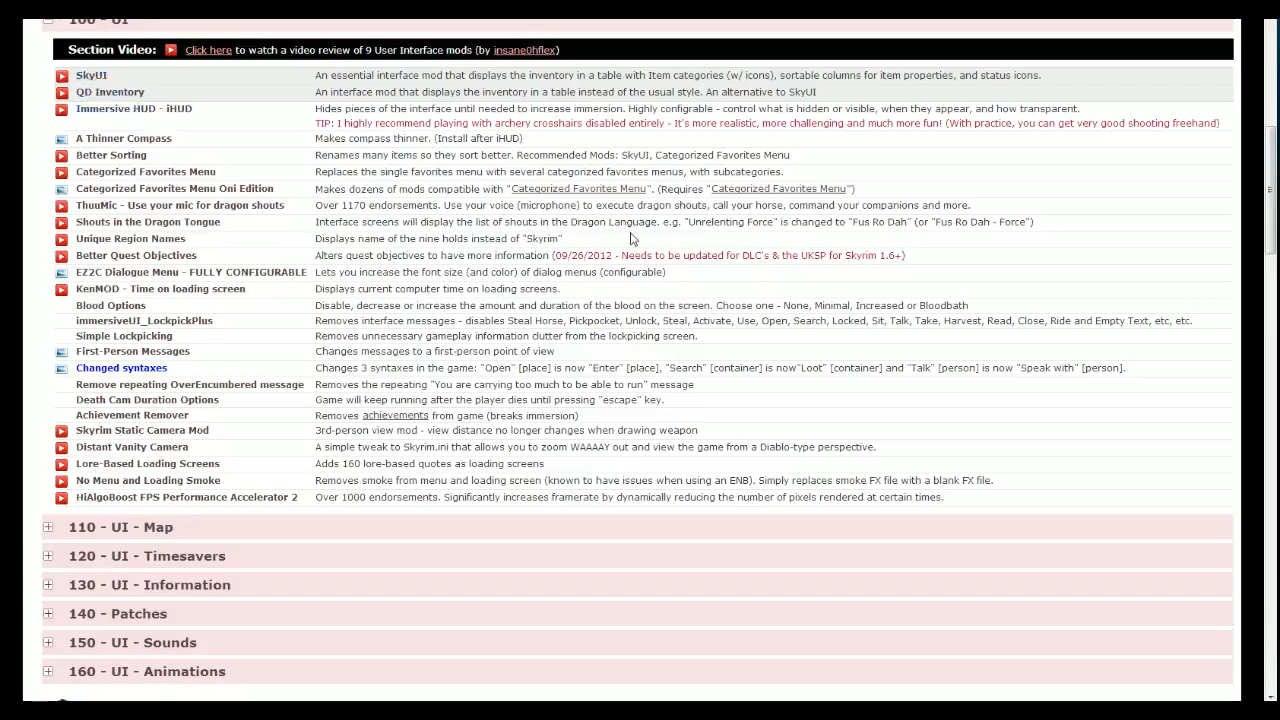 100 - UI
Section Video: Click here to watch a video review of 9 User Interface mods (by insane0hflex)
SkyUI An essential interface mod that displays the inventory in a table with Item categories (w/ icons), sortable columns for item properties, and status icons.
QD Inventory An interface mod that displays the inventory in a table instead of the usual style. An alternative to SkyUI
Immersive HUD - iHUD Hides pieces of the interface until needed to increase immersion. Highly configurable - control what is hidden or visible, when they appear, and how transparent.
TIP: I highly recommend playing with archery crosshairs disabled entirely - It's more realistic, more challenging and much more fun! (With practice, you can get very good shooting freehand)
A Thinner Compass Makes compass thinner. (Install after iHUD)
Better Sorting Renames many items so they sort better. Recommended Mods: SkyUI, Categorized Favorites Menu
Categorized Favorites Menu Replaces the single favorites menu with several categorized favorites menus, with subcategories.
Categorized Favorites Menu Oni Edition Makes dozens of mods compatible with "Categorized Favorites Menu". (Requires "Categorized Favorites Menu")
ThuuMic - Use your mic for dragon shouts Over 1170 endorsements. Use your voice (microphone) to execute dragon shouts, call your horse, command your companions and more.
Shouts in the Dragon Tongue Interface screens will display the list of shouts in the Dragon Language. e.g. "Unrelenting Force" is changed to "Fus Ro Dah" (or "Fus Ro Dah - Force")
Unique Region Names Displays name of the nine holds instead of "Skyrim"
Better Quest Objectives Alters quest objectives to have more information (09/26/2012 - Needs to be updated for DLC's & the UKSP for Skyrim 1.6+)
EZ2C Dialogue Menu - FULLY CONFIGURABLE Lets you increase the font size (and color) of dialog menus (configurable)
KenMOD - Time on loading screen Displays current computer time on loading screens.
Blood Options Disable, decrease or increase the amount and duration of the blood on the screen. Choose one - None, Minimal, Increased or Bloodbath
immersiveUI_LockpickPlus Removes interface messages - disables Steal Horse, Pickpocket, Unlock, Steal, Activate, Use, Open, Search, Locked, Sit, Talk, Take, Harvest, Read, Close, Ride and Empty Text, etc, etc.
Simple Lockpicking Removes unnecessary gameplay information clutter from the lockpicking screen.
First-Person Messages Changes messages to a first-person point of view
Changed syntaxes Changes 3 syntaxes in the game: "Open" [place] is now "Enter" [place], "Search" [container] is now"Loot" [container] and "Talk" [person] is now "Speak with" [person].
Remove repeating OverEncumbered message Removes the repeating "You are carrying too much to be able to run" message
Death Cam Duration Options Game will keep running after the player dies until pressing "escape" key.
Achievement Remover Removes achievements from game (breaks immersion)
Skyrim Static Camera Mod 3rd-person view mod - view distance no longer changes when drawing weapon
Distant Vanity Camera A simple tweak to Skyrim.ini that allows you to zoom WAAAAY out and view the game from a Diablo-type perspective.
Lore-Based Loading Screens Adds 160 lore-based quotes as loading screens
No Menu and Loading Smoke Removes smoke from menu and loading screen (known to have issues when using an ENB). Simply replaces smoke FX file with a blank FX file.
HiAlgoBoost FPS Performance Accelerator 2 Over 1000 endorsements. Significantly increases framerate by dynamically reducing the number of pixels rendered at certain times.
110 - UI - Map
120 - UI - Timesavers
130 - UI - Information
140 - Patches
150 - UI - Sounds
160 - UI - Animations